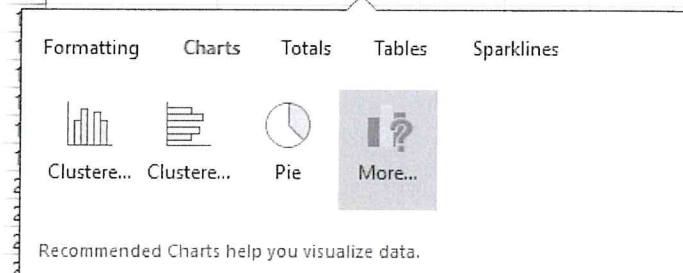 Formatting Charts Totals Tables Sparklines
Clustere... Clustere... Pie More...
Recommended Charts help you visualize data.